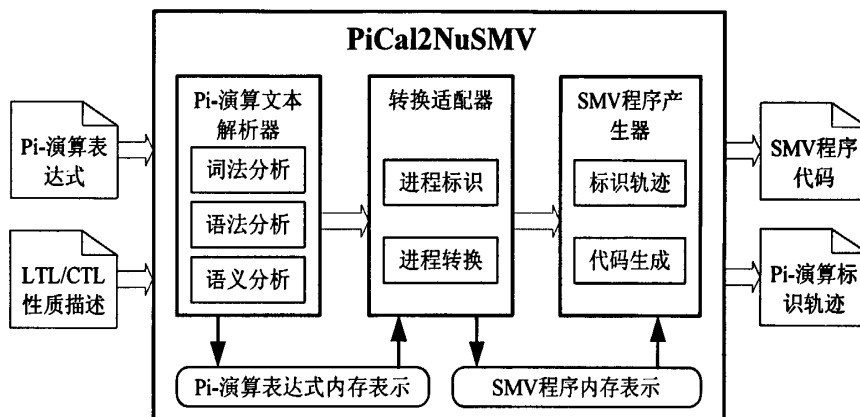 PiCal2NuSMV
Pi-演算表
达式
LTL/CTL
性质描述
Pi-演算文本
解析器
词法分析
语法分析
语义分析
转换适配器
进程标识
进程转换
SMV程序产
生器
标识轨迹
代码生成
SMV程序
代码
Pi-演算标
识轨迹
Pi-演算表达式内存表示
SMV程序内存表示